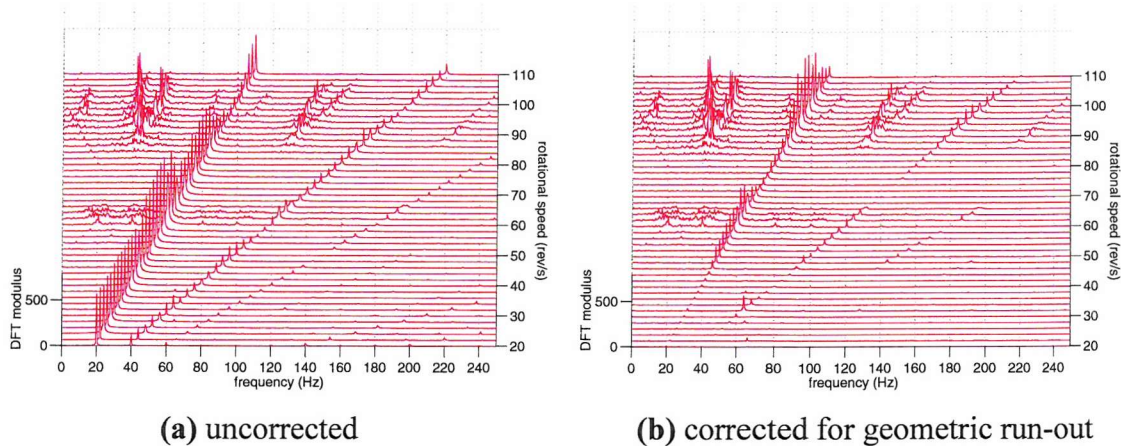 DFT modulus
500
0
110
100
90
80
70
60
50
40
30
20
rotational speed (rev/s)
0 20 40 60 80 100 120 140 160 180 200 220 240
frequency (Hz)
(a) uncorrected
DFT modulus
500
0
110
100
90
80
70
60
50
40
30
20
rotational speed (rev/s)
0 20 40 60 80 100 120 140 160 180 200 220 240
frequency (Hz)
(b) corrected for geometric run-out